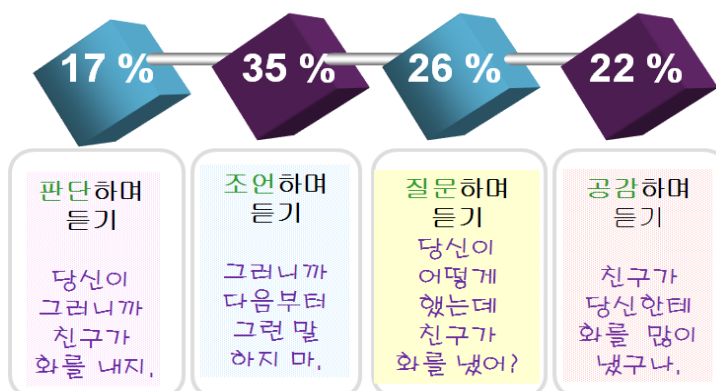 17 %
35 %
26 %
22 %
판단하며
듣기
당신이
그러니까
친구가
화를 내지.
조언하며
듣기
그러니까
다음부터
그런 말
하지 마.
질문하며
듣기
당신이
어떻게
했는데
친구가
화를 냈어?
공감하며
듣기
친구가
당신한테
화를 많이
냈구나.